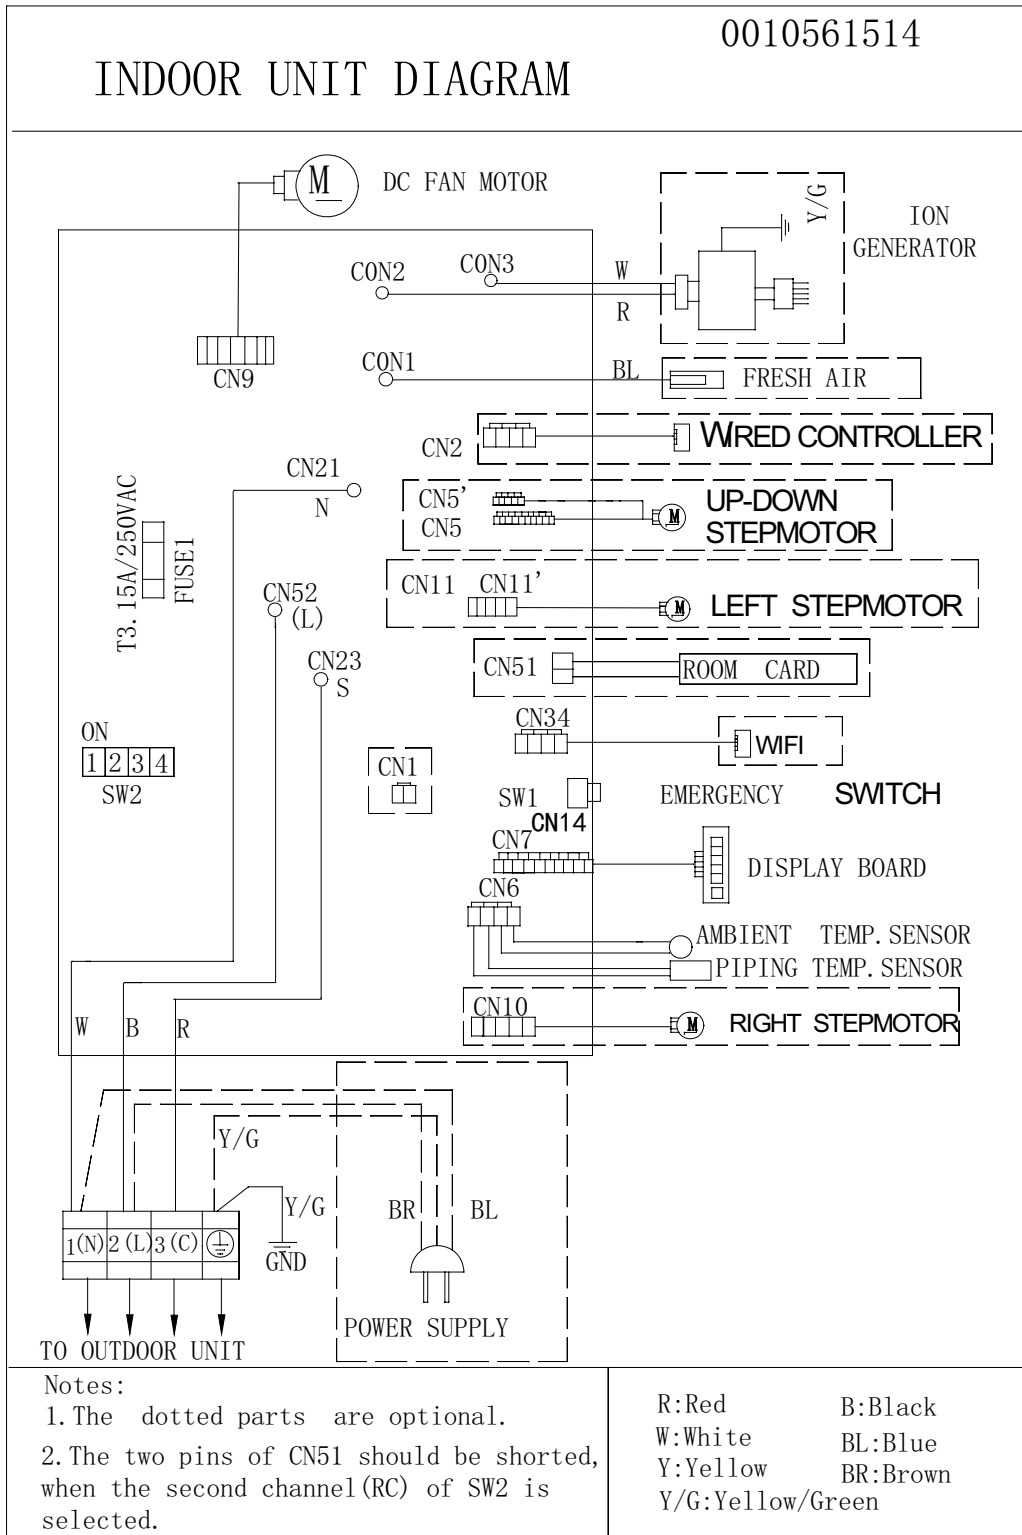 0010561514
INDOOR UNIT DIAGRAM
M
DC FAN MOTOR
Y/G
ION
GENERATOR
CON2
CON3
W
R
CN9
CON1
BL
FRESH AIR
CN2
WIRED CONTROLLER
CN21
N
CN5'
CN5
M
UP-DOWN
STEPMOTOR
T3.15A/250VAC
FUSE1
CN11
CN11'
M
LEFT STEPMOTOR
CN52
(L)
CN23
S
CN51
ROOM CARD
CN34
WIFI
ON
1 2 3 4
SW2
CN1
SW1
EMERGENCY SWITCH
CN14
CN7
DISPLAY BOARD
CN6
AMBIENT TEMP.SENSOR
PIPING TEMP.SENSOR
CN10
M
RIGHT STEPMOTOR
W
B
R
Y/G
Y/G
BR
BL
1(N)
2(L)
3(C)
GND
POWER SUPPLY
TO OUTDOOR UNIT
Notes:
1.The dotted parts are optional.
2.The two pins of CN51 should be shorted,
when the second channel(RC) of SW2 is
selected.
R:Red
B:Black
W:White
BL:Blue
Y:Yellow
BR:Brown
Y/G:Yellow/Green